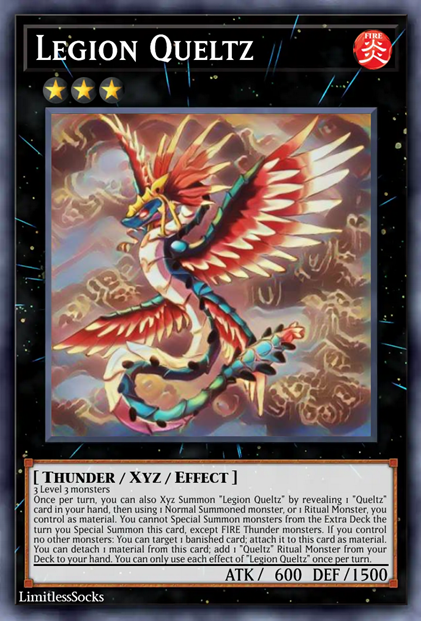 Legion Queltz
FIRE
炎
[ Thunder / Xyz / Effect ]
3 Level 3 monsters
Once per turn, you can also Xyz Summon "Legion Queltz" by revealing 1 "Queltz"
card in your hand, then using 1 Normal Summoned monster, or 1 Ritual Monster, you
control as material. You cannot Special Summon monsters from the Extra Deck the
turn you Special Summon this card, except FIRE Thunder monsters. If you control
no other monsters: You can target 1 banished card; attach it to this card as material.
You can detach 1 material from this card; add 1 "Queltz" Ritual Monster from your
Deck to your hand. You can only use each effect of "Legion Queltz" once per turn.
ATK / 600 DEF / 1500
LimitlessSocks